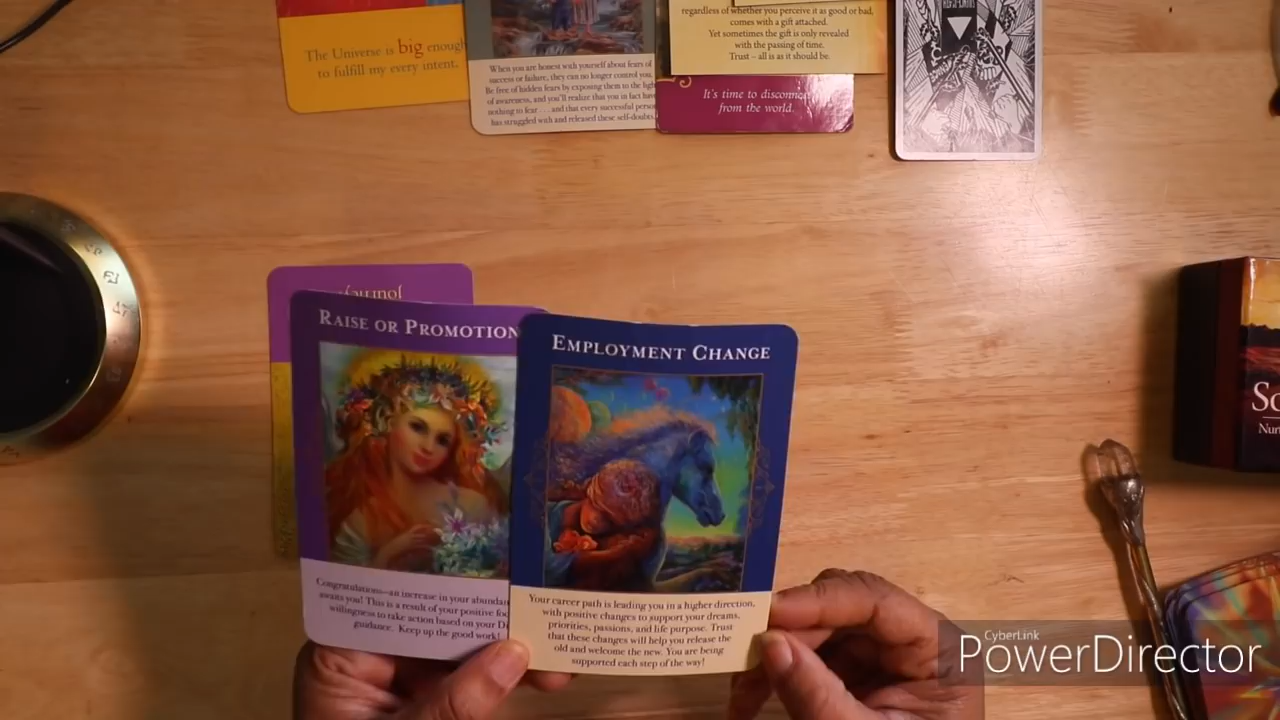 The Universe is big enough
to fulfill my every intent.
When you are honest with yourself about fears of
success or failure, they can no longer control you.
Be free of hidden fears by exposing them to the light
of awareness, and you'll realize that you in fact have
nothing to fear . . . and that every successful person
has struggled with and released these self-doubts.
regardless of whether you perceive it as good or bad,
comes with a gift attached.
Yet sometimes the gift is only revealed
with the passing of time.
Trust – all is as it should be.
It's time to disconnect
from the world.
RAISE OR PROMOTION
Congratulations—an increase in your abundan
awaits you! This is a result of your positive foc
willingness to take action based on your Di
guidance. Keep up the good work!
EMPLOYMENT CHANGE
Your career path is leading you in a higher direction,
with positive changes to support your dreams,
priorities, passions, and life purpose. Trust
that these changes will help you release the
old and welcome the new. You are being
supported each step of the way!
So
Nur
CyberLink
PowerDirector